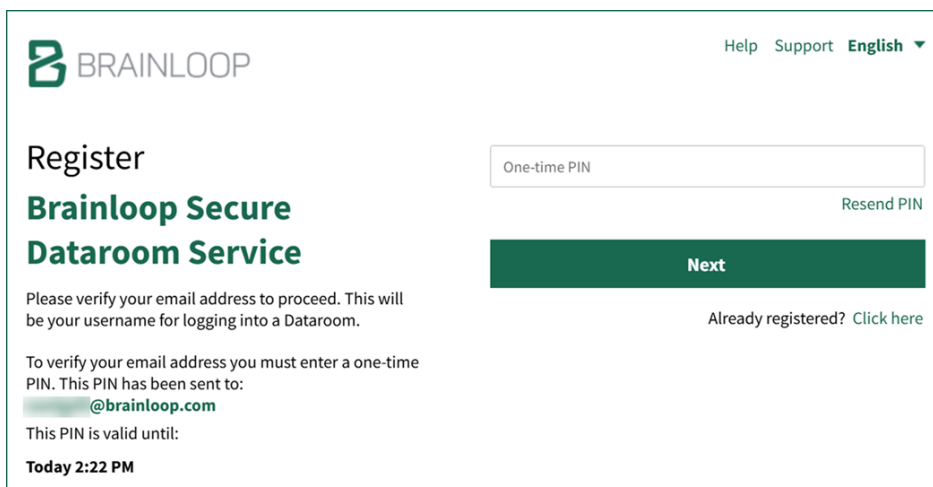 BRAINLOOP
Help Support English
Register
Brainloop Secure
Dataroom Service
Please verify your email address to proceed. This will
be your username for logging into a Dataroom.
To verify your email address you must enter a one-time
PIN. This PIN has been sent to:
@brainloop.com
This PIN is valid until:
Today 2:22 PM
One-time PIN
Resend PIN
Next
Already registered? Click here